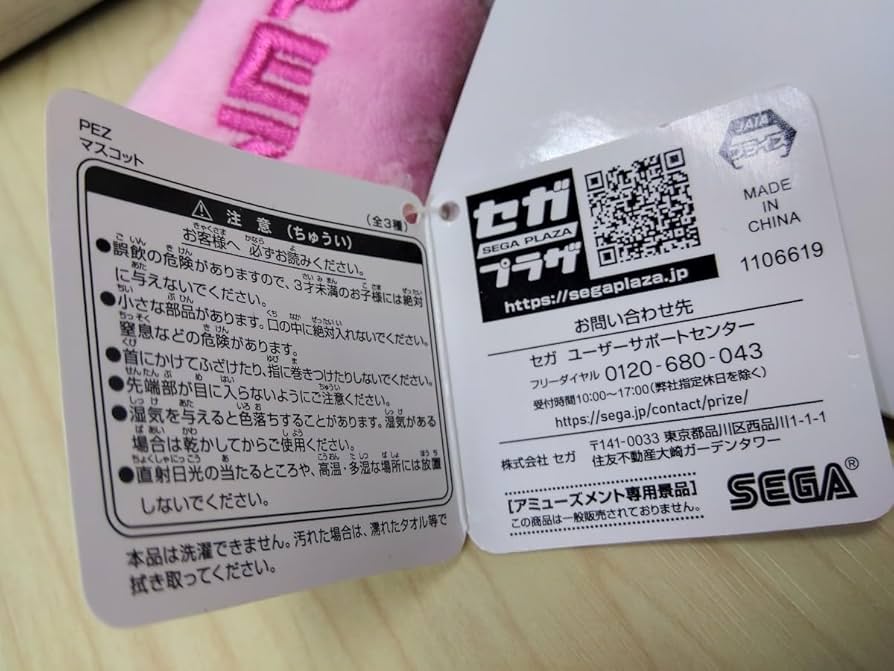 PEZ
マスコット
(全3種)
⚠ 注意 (ちゅうい)
お客様へ 必ずお読みください。
●誤飲の危険がありますので、3才未満のお子様には絶対
に与えないでください。
●小さな部品があります。口の中に絶対入れないでください。
窒息などの危険があります。
●首にかけてふざけたり、指に巻きつけたりしないでください。
●先端部が目に入らないようにご注意ください。
●湿気を与えると色落ちすることがあります。湿気がある
場合は乾かしてからご使用ください。
●直射日光の当たるところや、高温・多湿な場所には放置
しないでください。
本品は洗濯できません。汚れた場合は、濡れたタオル等で
拭き取ってください。
セガ
SEGA PLAZA
プラザ
https://segaplaza.jp
JAIA
プライズ
MADE
IN
CHINA
1106619
お問い合わせ先
セガ ユーザーサポートセンター
フリーダイヤル 0120-680-043
受付時間10:00~17:00(弊社指定休日を除く)
https://sega.jp/contact/prize/
株式会社 セガ 〒141-0033 東京都品川区西品川1-1-1
住友不動産大崎ガーデンタワー
[アミューズメント専用景品]
この商品は一般販売されておりません。
SEGA®